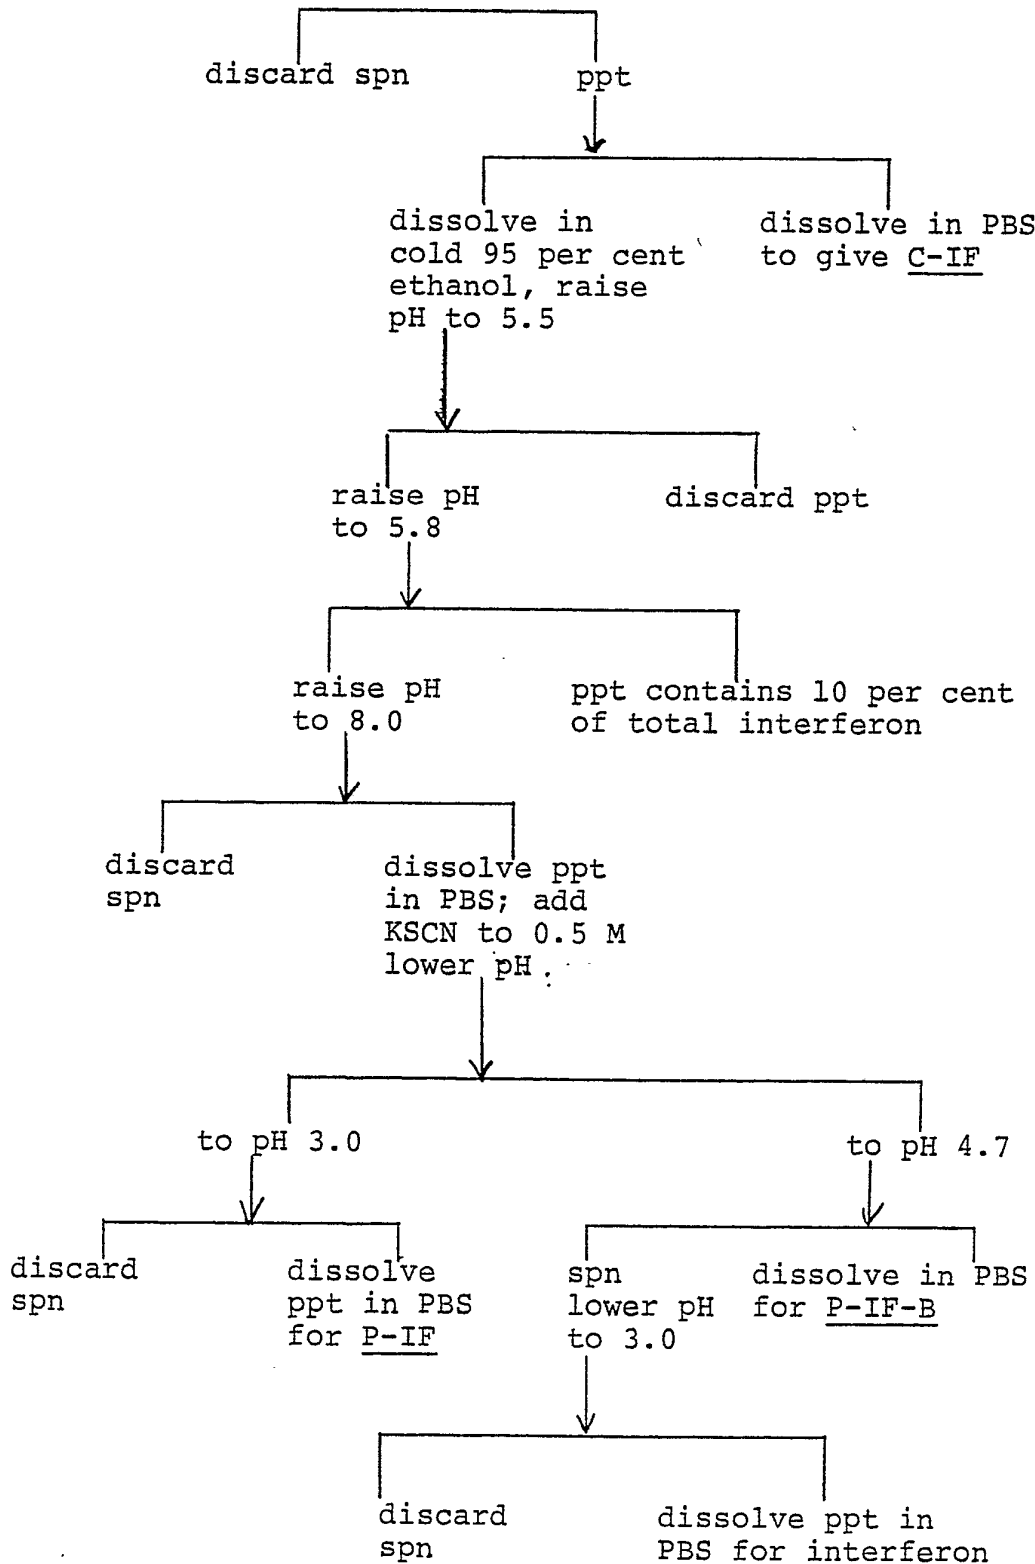 discard spn
ppt
dissolve in
cold 95 per cent
ethanol, raise
pH to 5.5
dissolve in PBS
to give C-IF
raise pH
to 5.8
discard ppt
raise pH
to 8.0
ppt contains 10 per cent
of total interferon
discard
spn
dissolve ppt
in PBS; add
KSCN to 0.5 M
lower pH
to pH 3.0
to pH 4.7
discard
spn
dissolve
ppt in PBS
for P-IF
spn
lower pH
to 3.0
dissolve in PBS
for P-IF-B
discard
spn
dissolve ppt in
PBS for interferon